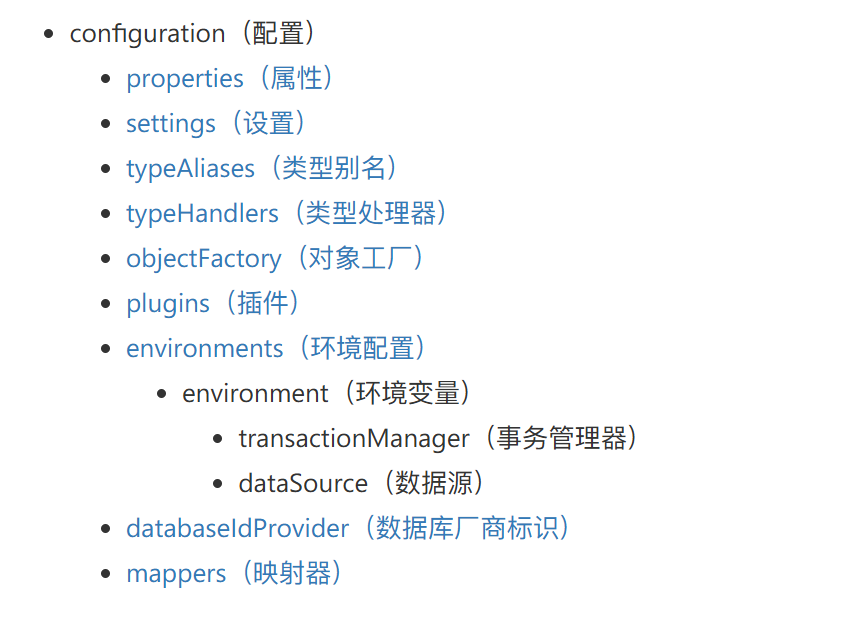 configuration（配置）
properties（属性）
settings（设置）
typeAliases（类型别名）
typeHandlers（类型处理器）
objectFactory（对象工厂）
plugins（插件）
environments（环境配置）
environment（环境变量）
transactionManager（事务管理器）
dataSource（数据源）
databaseIdProvider（数据库厂商标识）
mappers（映射器）